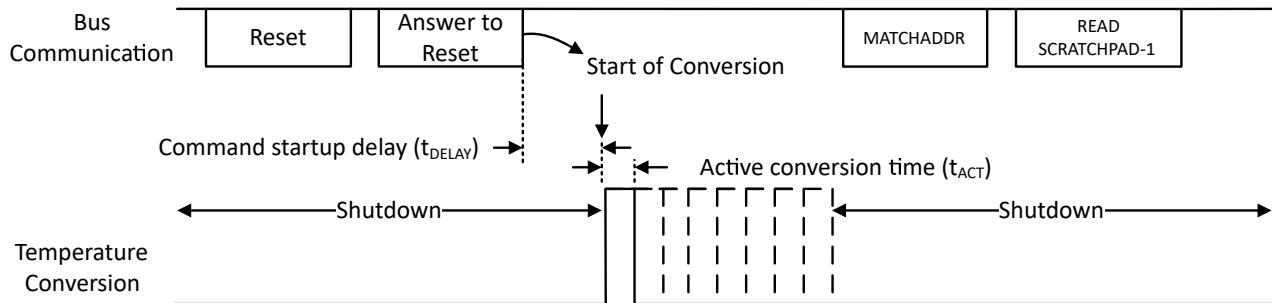 Bus
Communication
Reset
Answer to
Reset
MATCHADDR
READ
SCRATCHPAD-1
Start of Conversion
Command startup delay (tDELAY)
Active conversion time (tACT)
Shutdown
Shutdown
Temperature
Conversion